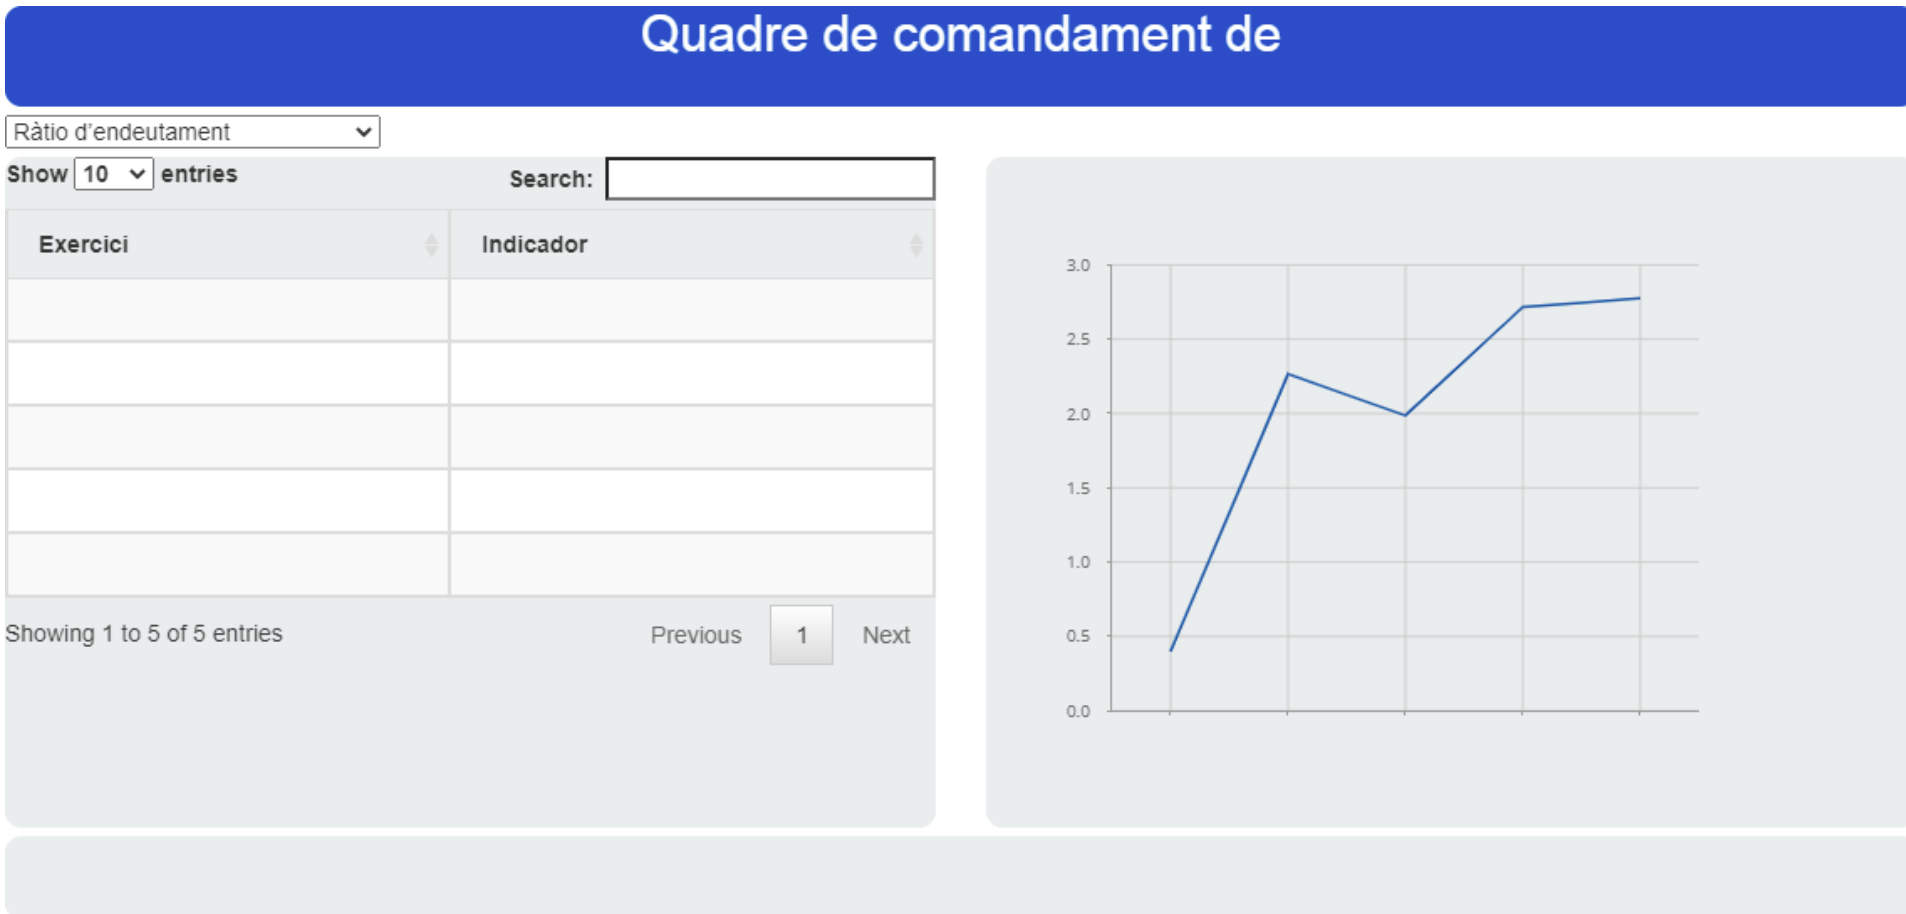 Quadre de comandament de
Ràtio d'endeutament
Show 10 entries
Search:
Exercici Indicador
Showing 1 to 5 of 5 entries
Previous 1 Next
3.0
2.5
2.0
1.5
1.0
0.5
0.0